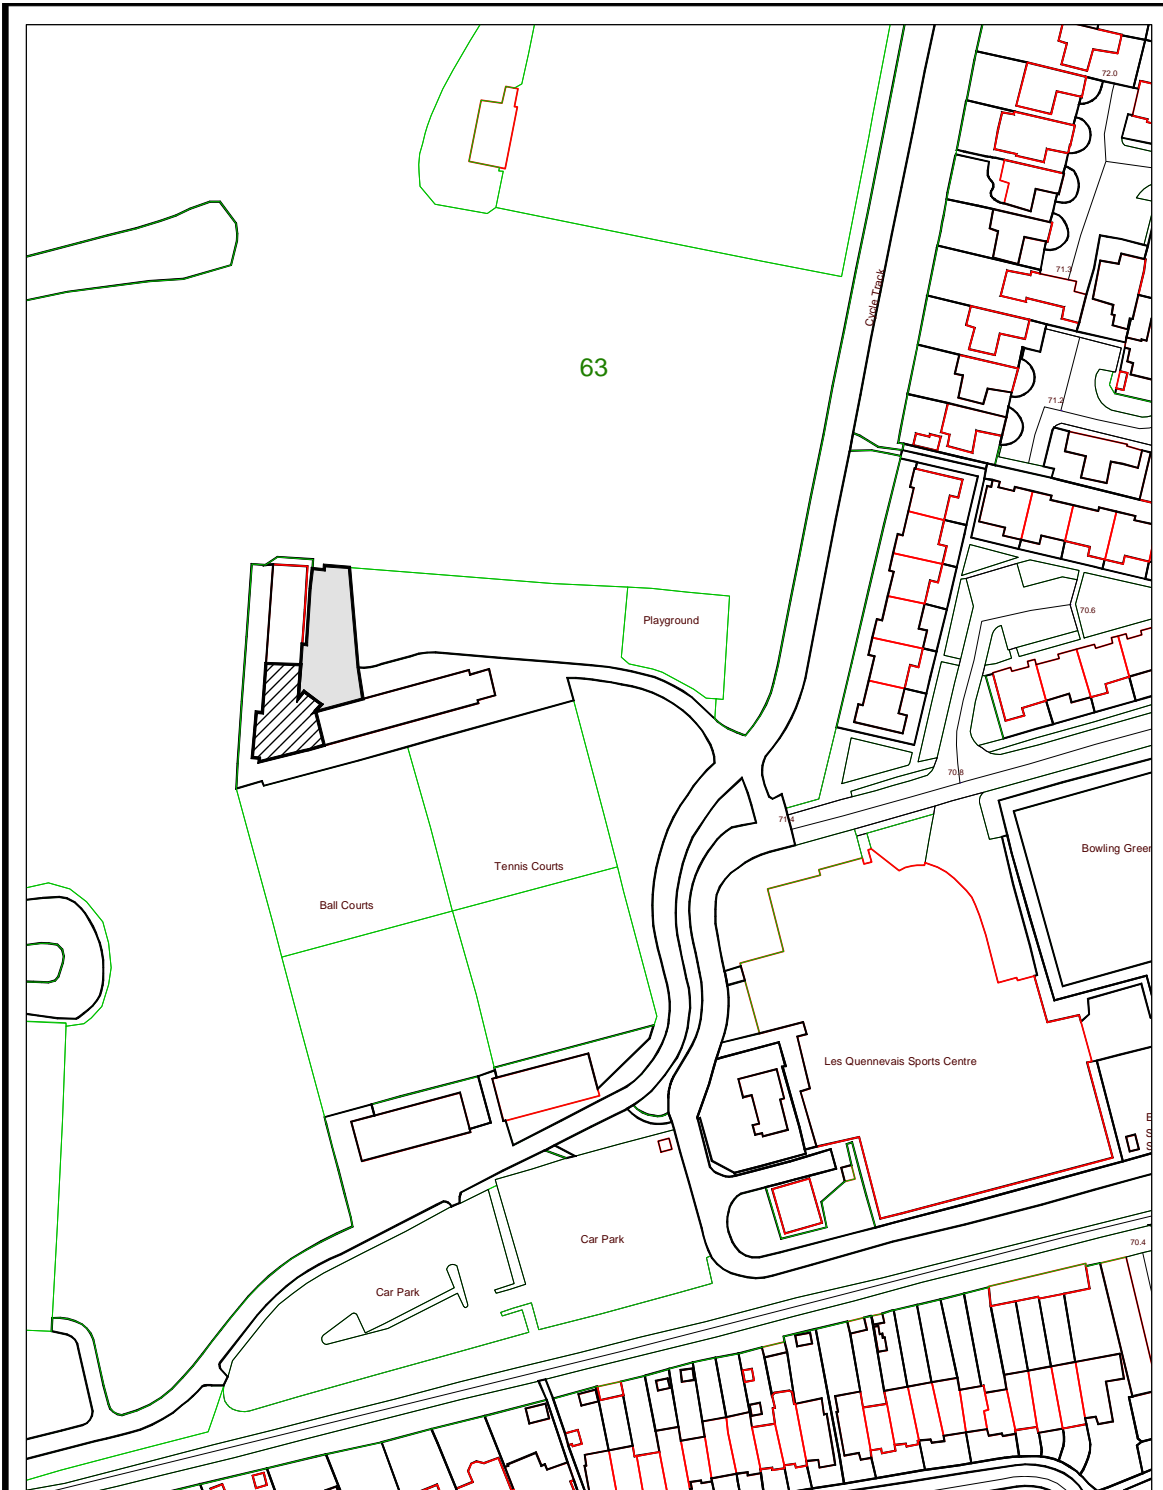 72.0
71.3
Cycle Track
63
71.2
Playground
70.6
70.8
71.4
Bowling Green
Tennis Courts
Ball Courts
Les Quennevais Sports Centre
Car Park
70.4
Car Park